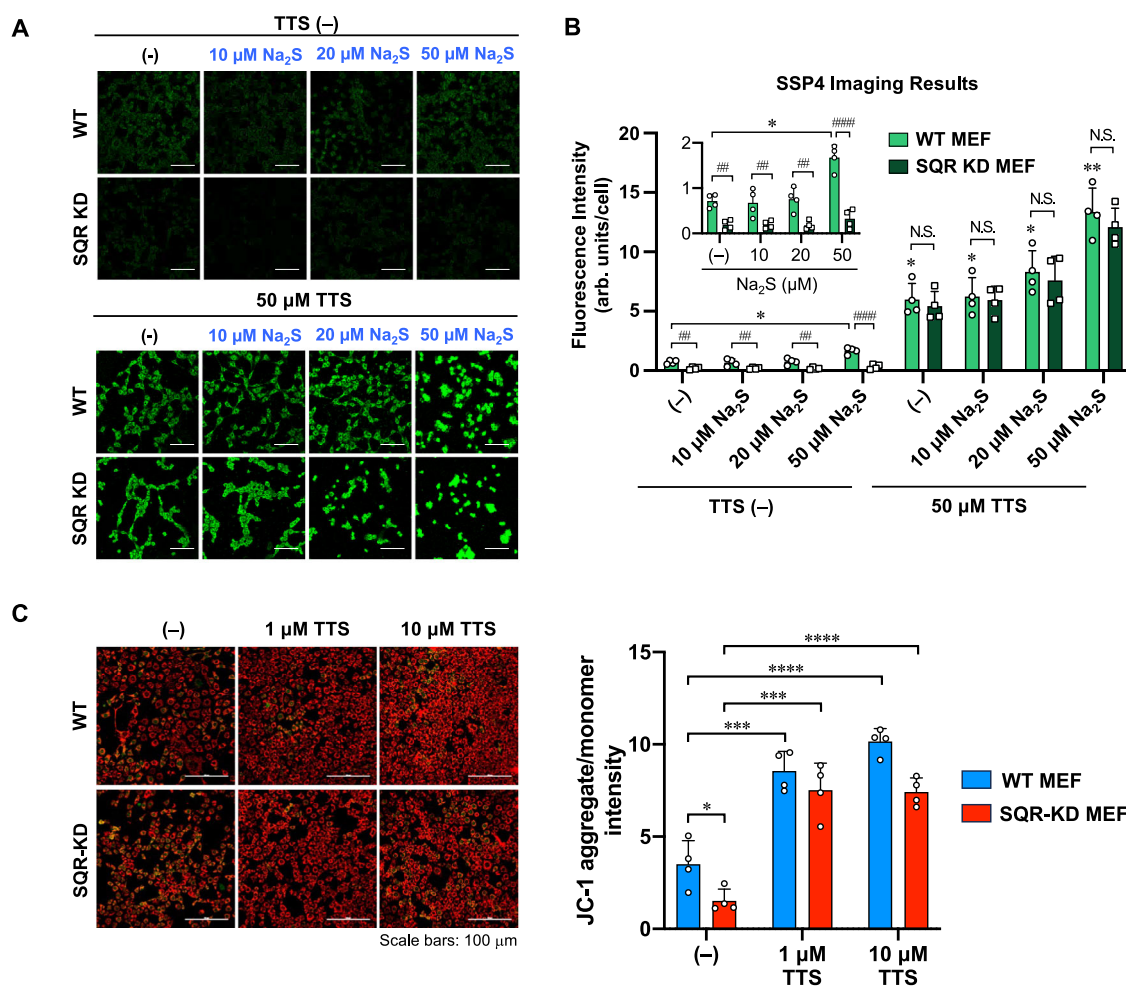 A
TTS (–)
(-)
10 µM Na₂S
20 µM Na₂S
50 µM Na₂S
WT
SQR KD
50 µM TTS
(-)
10 µM Na₂S
20 µM Na₂S
50 µM Na₂S
WT
SQR KD
B
SSP4 Imaging Results
Fluorescence Intensity
(arb. units/cell)
20
15
10
5
0
WT MEF
SQR KD MEF
2
1
0
*
##
##
##
####
(–)
10
20
50
Na₂S (µM)
*
##
##
##
####
*
N.S.
*
N.S.
*
N.S.
**
N.S.
(–)
10 µM Na₂S
20 µM Na₂S
50 µM Na₂S
(–)
10 µM Na₂S
20 µM Na₂S
50 µM Na₂S
TTS (–)
50 µM TTS
C
(–)
1 µM TTS
10 µM TTS
WT
SQR-KD
Scale bars: 100 µm
JC-1 aggregate/monomer
intensity
15
10
5
0
****
****
***
***
*
(–)
1 µM
TTS
10 µM
TTS
WT MEF
SQR-KD MEF